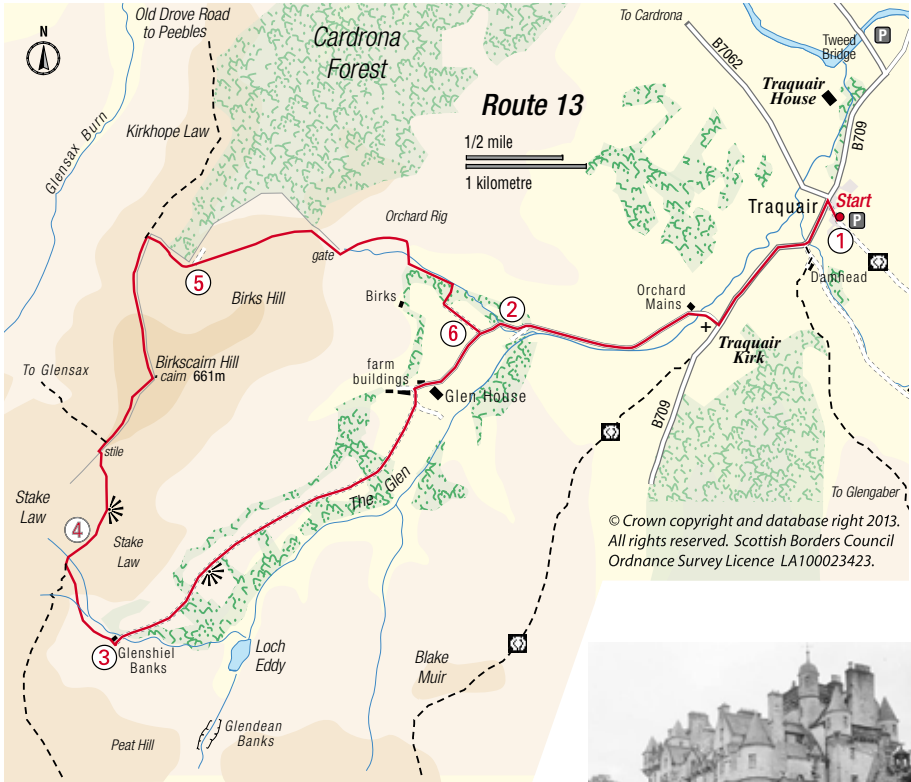 Old Drove Road
to Peebles
N
Cardrona
Forest
To Cardrona
B7062
Tweed
Bridge
P
Traquair
House
B709
Route 13
1/2 mile
1 kilometre
Glensax Burn
Kirkhope Law
Traquair
Start
P
1
Orchard Rig
gate
5
Birks Hill
Birks
2
6
Orchard
Mains
Damhead
Traquair
Kirk
Birkscairn Hill
cairn 661m
To Glensax
farm
buildings
Glen House
B709
stile
The Glen
Stake
Law
4
Stake
Law
To Glengaber
© Crown copyright and database right 2013.
All rights reserved. Scottish Borders Council
Ordnance Survey Licence LA100023423.
3
Glenshiel
Banks
Loch
Eddy
Blake
Muir
Glendean
Banks
Peat Hill